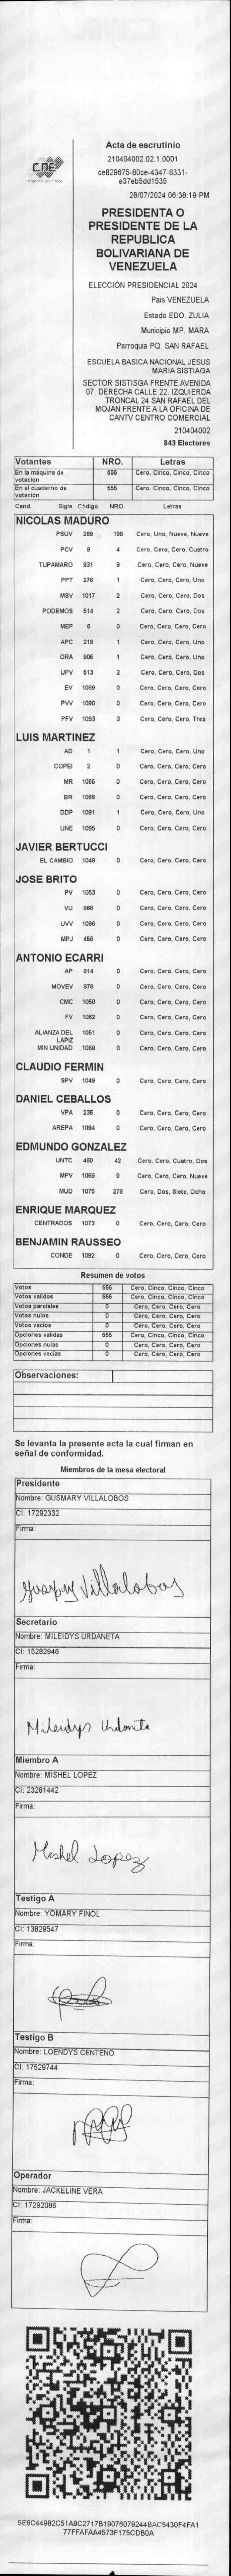 CNE
Acta de escrutinio
210404002.02.1.0001
ce829675-80ce-4347-8331-
e37eb5dd1535
28/07/2024 06:38:19 PM
PRESIDENTA O
PRESIDENTE DE LA
REPUBLICA
BOLIVARIANA DE
VENEZUELA
ELECCIÓN PRESIDENCIAL 2024
País VENEZUELA
Estado EDO. ZULIA
Municipio MP. MARA
Parroquia PQ. SAN RAFAEL
ESCUELA BASICA NACIONAL JESUS
MARIA SISTIAGA
SECTOR SISTISGA FRENTE AVENIDA
07. DERECHA CALLE 22. IZQUIERDA
TRONCAL 24 SAN RAFAEL DEL
MOJAN FRENTE A LA OFICINA DE
CANTV CENTRO COMERCIAL
210404002
843 Electores
Votantes NRO. Letras
En la máquina de votación 555 Cero, Cinco, Cinco, Cinco
En el cuaderno de votación 555 Cero, Cinco, Cinco, Cinco
Cand. Sigla Código NRO. Letras
NICOLAS MADURO
PSUV 269 199 Cero, Uno, Nueve, Nueve
PCV 9 4 Cero, Cero, Cero, Cuatro
TUPAMARO 931 9 Cero, Cero, Cero, Nueve
PPT 276 1 Cero, Cero, Cero, Uno
MSV 1017 2 Cero, Cero, Cero, Dos
PODEMOS 514 2 Cero, Cero, Cero, Dos
MEP 6 0 Cero, Cero, Cero, Cero
APC 219 1 Cero, Cero, Cero, Uno
ORA 906 1 Cero, Cero, Cero, Uno
UPV 513 2 Cero, Cero, Cero, Dos
EV 1089 0 Cero, Cero, Cero, Cero
PVV 1090 0 Cero, Cero, Cero, Cero
PFV 1093 3 Cero, Cero, Cero, Tres
LUIS MARTINEZ
AD 1 1 Cero, Cero, Cero, Uno
COPEI 2 0 Cero, Cero, Cero, Cero
MR 1065 0 Cero, Cero, Cero, Cero
BR 1066 0 Cero, Cero, Cero, Cero
DDP 1091 1 Cero, Cero, Cero, Uno
UNE 1095 0 Cero, Cero, Cero, Cero
JAVIER BERTUCCI
EL CAMBIO 1048 0 Cero, Cero, Cero, Cero
JOSE BRITO
PV 1053 0 Cero, Cero, Cero, Cero
VU 868 0 Cero, Cero, Cero, Cero
UVV 1096 0 Cero, Cero, Cero, Cero
MPJ 458 0 Cero, Cero, Cero, Cero
ANTONIO ECARRI
AP 814 0 Cero, Cero, Cero, Cero
MOVEV 978 0 Cero, Cero, Cero, Cero
CMC 1050 0 Cero, Cero, Cero, Cero
FV 1062 0 Cero, Cero, Cero, Cero
ALIANZA DEL LAPIZ 1051 0 Cero, Cero, Cero, Cero
MIN UNIDAD 1068 0 Cero, Cero, Cero, Cero
CLAUDIO FERMIN
SPV 1049 0 Cero, Cero, Cero, Cero
DANIEL CEBALLOS
VPA 236 0 Cero, Cero, Cero, Cero
AREPA 1094 0 Cero, Cero, Cero, Cero
EDMUNDO GONZALEZ
UNTC 460 42 Cero, Cero, Cuatro, Dos
MPV 1069 9 Cero, Cero, Cero, Nueve
MUD 1075 278 Cero, Dos, Siete, Ocho
ENRIQUE MARQUEZ
CENTRADOS 1073 0 Cero, Cero, Cero, Cero
BENJAMIN RAUSSEO
CONDE 1092 0 Cero, Cero, Cero, Cero
Resumen de votos
Votos 555 Cero, Cinco, Cinco, Cinco
Votos validos 555 Cero, Cinco, Cinco, Cinco
Votos parciales 0 Cero, Cero, Cero, Cero
Votos nulos 0 Cero, Cero, Cero, Cero
Votos vacios 0 Cero, Cero, Cero, Cero
Opciones validas 555 Cero, Cinco, Cinco, Cinco
Opciones nulas 0 Cero, Cero, Cero, Cero
Opciones vacias 0 Cero, Cero, Cero, Cero
Observaciones:
Se levanta la presente acta la cual firman en
señal de conformidad.
Miembros de la mesa electoral
Presidente
Nombre: GUSMARY VILLALOBOS
CI: 17292332
Firma:
Gusmary Villalobos
Secretario
Nombre: MILEIDYS URDANETA
CI: 15282946
Firma:
Mileidys Urdaneta
Miembro A
Nombre: MISHEL LOPEZ
CI: 23281442
Firma:
Mishel Lopez
Testigo A
Nombre: YOMARY FINOL
CI: 13829547
Firma:
Testigo B
Nombre: LOENDYS CENTENO
CI: 17529744
Firma:
Operador
Nombre: JACKELINE VERA
CI: 17292086
Firma:
5E6C44982C51A9C2717B19076079244BAC5430F4FA1
77FFAFAA4573F175CDB0A